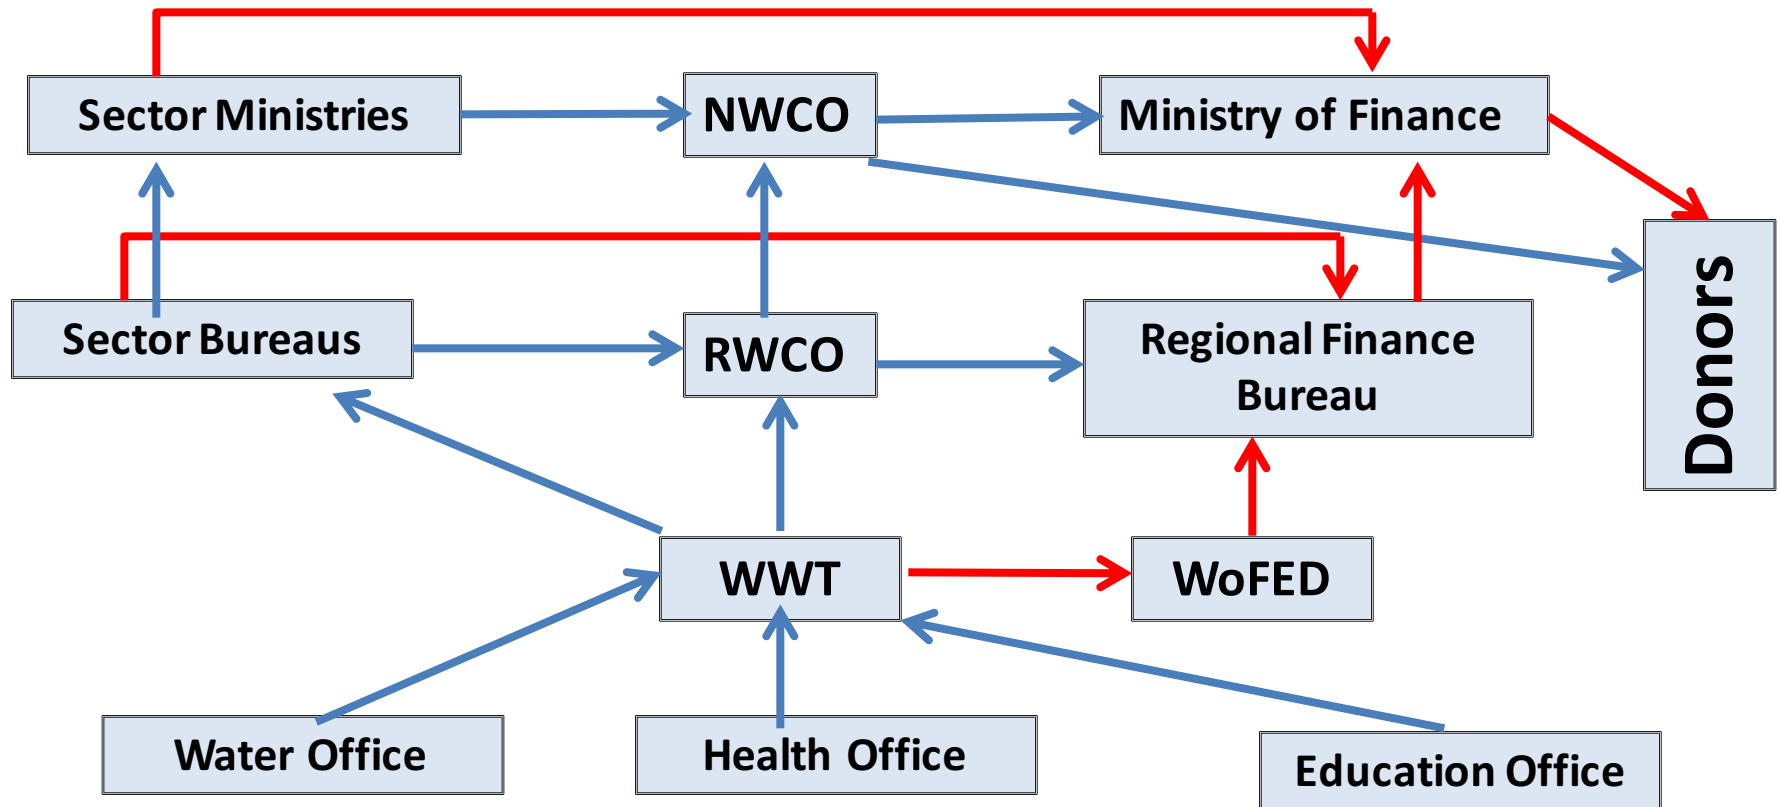 Sector Ministries
NWCO
Ministry of Finance
Donors
Sector Bureaus
RWCO
Regional Finance
Bureau
WWT
WoFED
Water Office
Health Office
Education Office